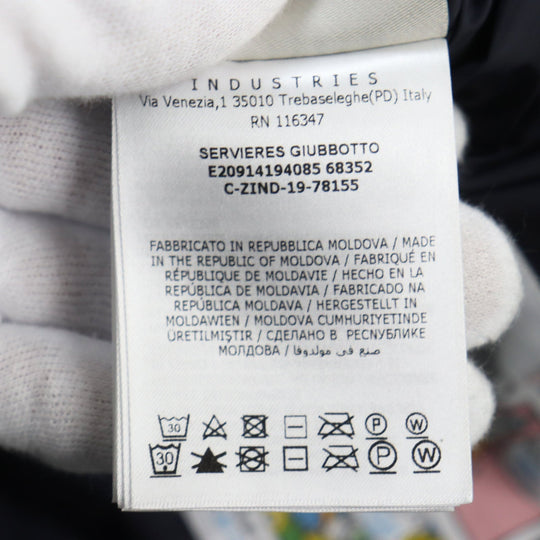 INDUSTRIES
Via Venezia,1 35010 Trebaseleghe(PD) Italy
RN 116347
SERVIERES GIUBBOTTO
E20914194085 68352
C-ZIND-19-78155
FABBRICATO IN REPUBBLICA MOLDOVA / MADE
IN THE REPUBLIC OF MOLDOVA / FABRIQUÉ EN
RÉPUBLIQUE DE MOLDAVIE / HECHO EN LA
REPÚBLICA DE MOLDAVIA / FABRICADO NA
REPÚBLICA MOLDOVA / HERGESTELLT IN
MOLDAWIEN / MOLDOVA CUMHURIYETINDE
ÜRETILMIŞTIR / СДЕЛАНО В РЕСПУБЛИКЕ
МОЛДОВА / صنع في مولدوفا
30 P W
30 P W